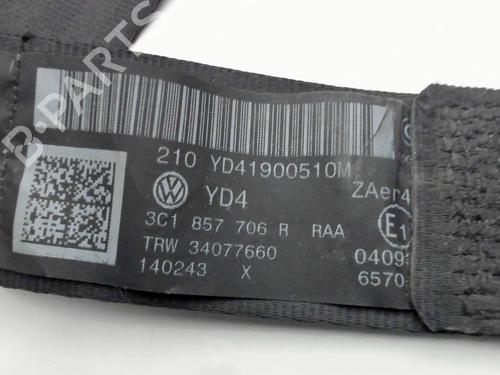 B-PARTS
210 YD41900510M
YD4 ZAer4
3C1 857 706 R RAA E1
TRW 34077660 0409
140243 X 6570